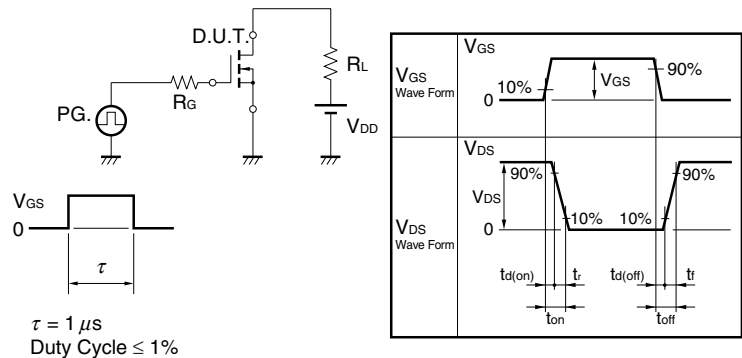 D.U.T.
RL
RG
PG.
VDD
VGS
0
τ
τ = 1 μs
Duty Cycle ≤ 1%
VGS
Wave Form
VGS
10%
VGS
90%
0
VDS
Wave Form
VDS
90%
90%
VDS
10%
10%
0
td(on)
tr
td(off)
tf
ton
toff